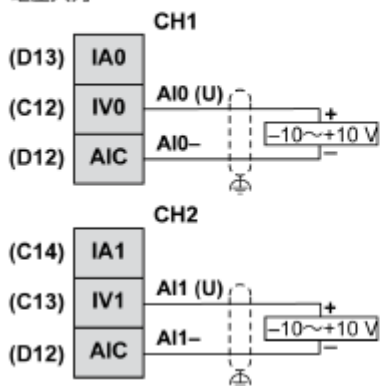 CH1
(D13) IA0
(C12) IV0 AI0 (U) +
–10~+10 V
(D12) AIC AI0– –
CH2
(C14) IA1
(C13) IV1 AI1 (U) +
–10~+10 V
(D12) AIC AI1– –